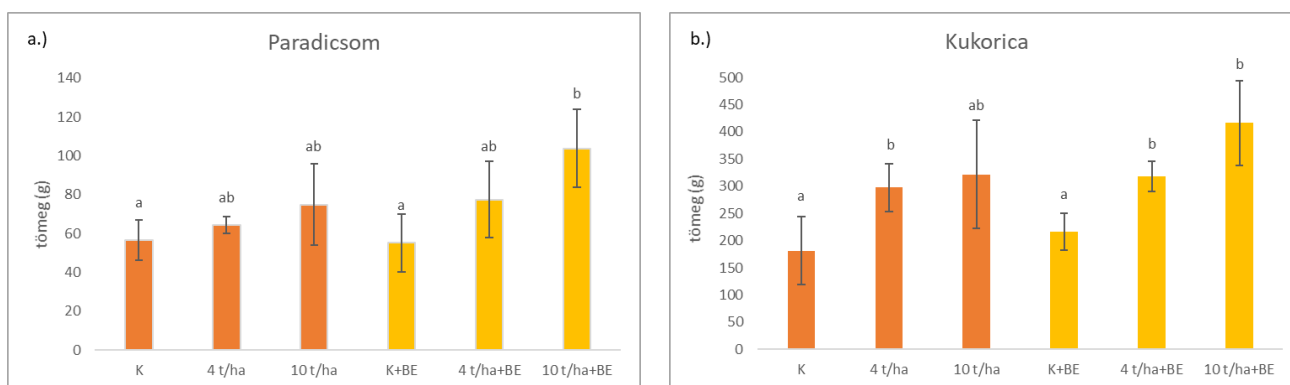 a.)
Paradicsom
tömeg (g)
140
120
100
80
60
40
20
0
a
ab
ab
a
ab
b
K
4 t/ha
10 t/ha
K+BE
4 t/ha+BE
10 t/ha+BE
b.)
Kukorica
tömeg (g)
500
450
400
350
300
250
200
150
100
50
0
a
b
ab
a
b
b
K
4 t/ha
10 t/ha
K+BE
4 t/ha+BE
10 t/ha+BE